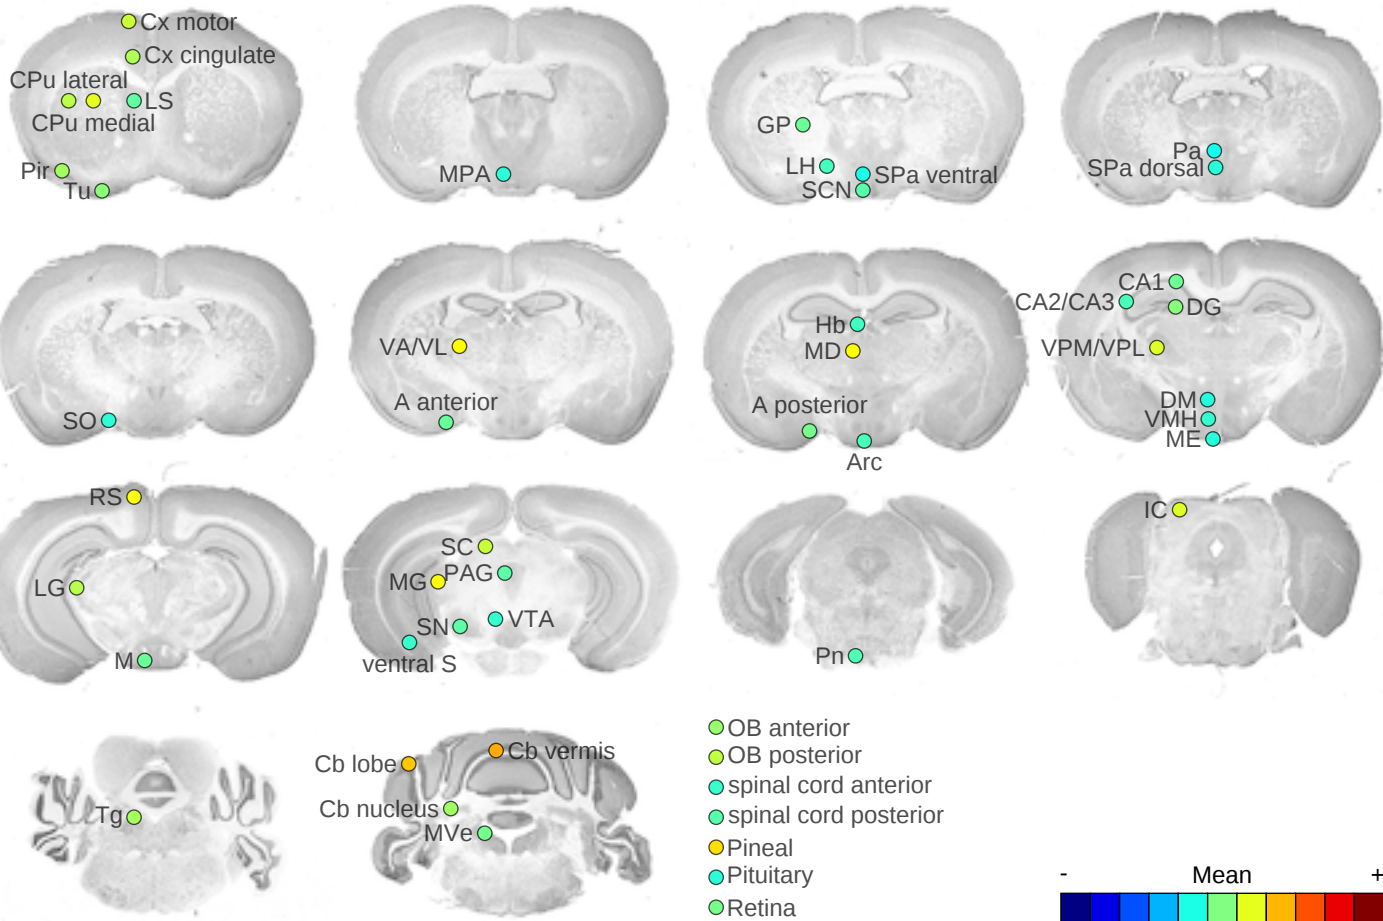 Cx motor
Cx cingulate
CPu lateral
LS
CPu medial
Pir
Tu
MPA
GP
LH
SPa ventral
SCN
Pa
SPa dorsal
SO
VA/VL
A anterior
Hb
MD
A posterior
Arc
CA1
CA2/CA3
DG
VPM/VPL
DM
VMH
ME
RS
LG
M
SC
PAG
MG
VTA
SN
ventral S
Pn
IC
Tg
Cb vermis
Cb lobe
Cb nucleus
MVe
OB anterior
OB posterior
spinal cord anterior
spinal cord posterior
Pineal
Pituitary
Retina
- Mean +